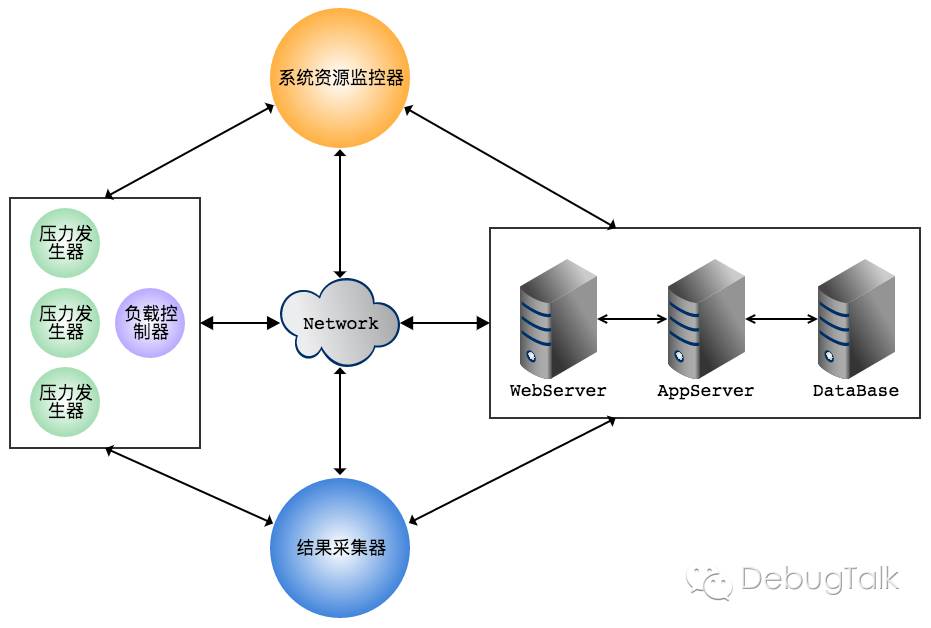 系统资源监控器
压力发
生器
压力发
生器
负载控
制器
压力发
生器
Network
WebServer
AppServer
DataBase
结果采集器
DebugTalk